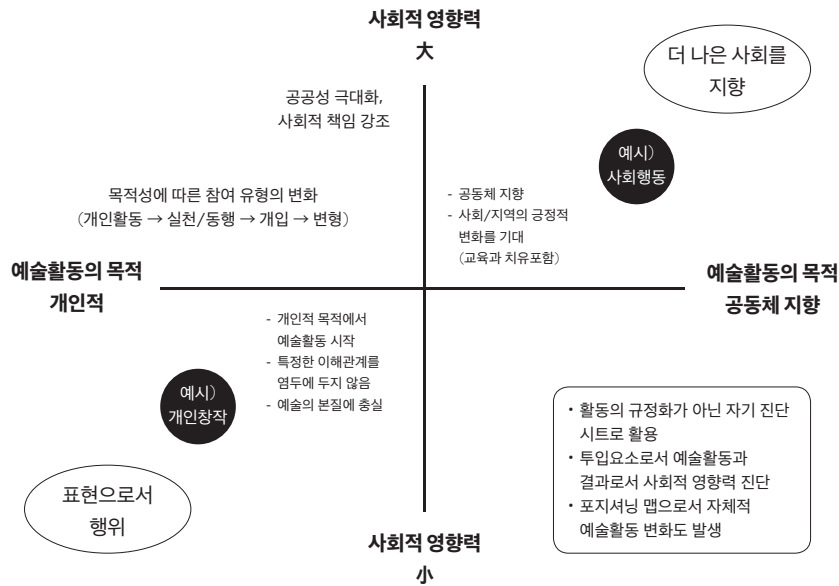 사회적 영향력
大
더 나은 사회를
지향
공공성 극대화,
사회적 책임 강조
예시)
사회행동
목적성에 따른 참여 유형의 변화
(개인활동 → 실천/동행 → 개입 → 변형)
- 공동체 지향
- 사회/지역의 긍정적
변화를 기대
(교육과 치유포함)
예술활동의 목적
개인적
예술활동의 목적
공동체 지향
- 개인적 목적에서
예술활동 시작
- 특정한 이해관계를
염두에 두지 않음
- 예술의 본질에 충실
예시)
개인창작
• 활동의 규정화가 아닌 자기 진단
시트로 활용
• 투입요소로서 예술활동과
결과로서 사회적 영향력 진단
• 포지셔닝 맵으로서 자체적
예술활동 변화도 발생
표현으로서
행위
사회적 영향력
小